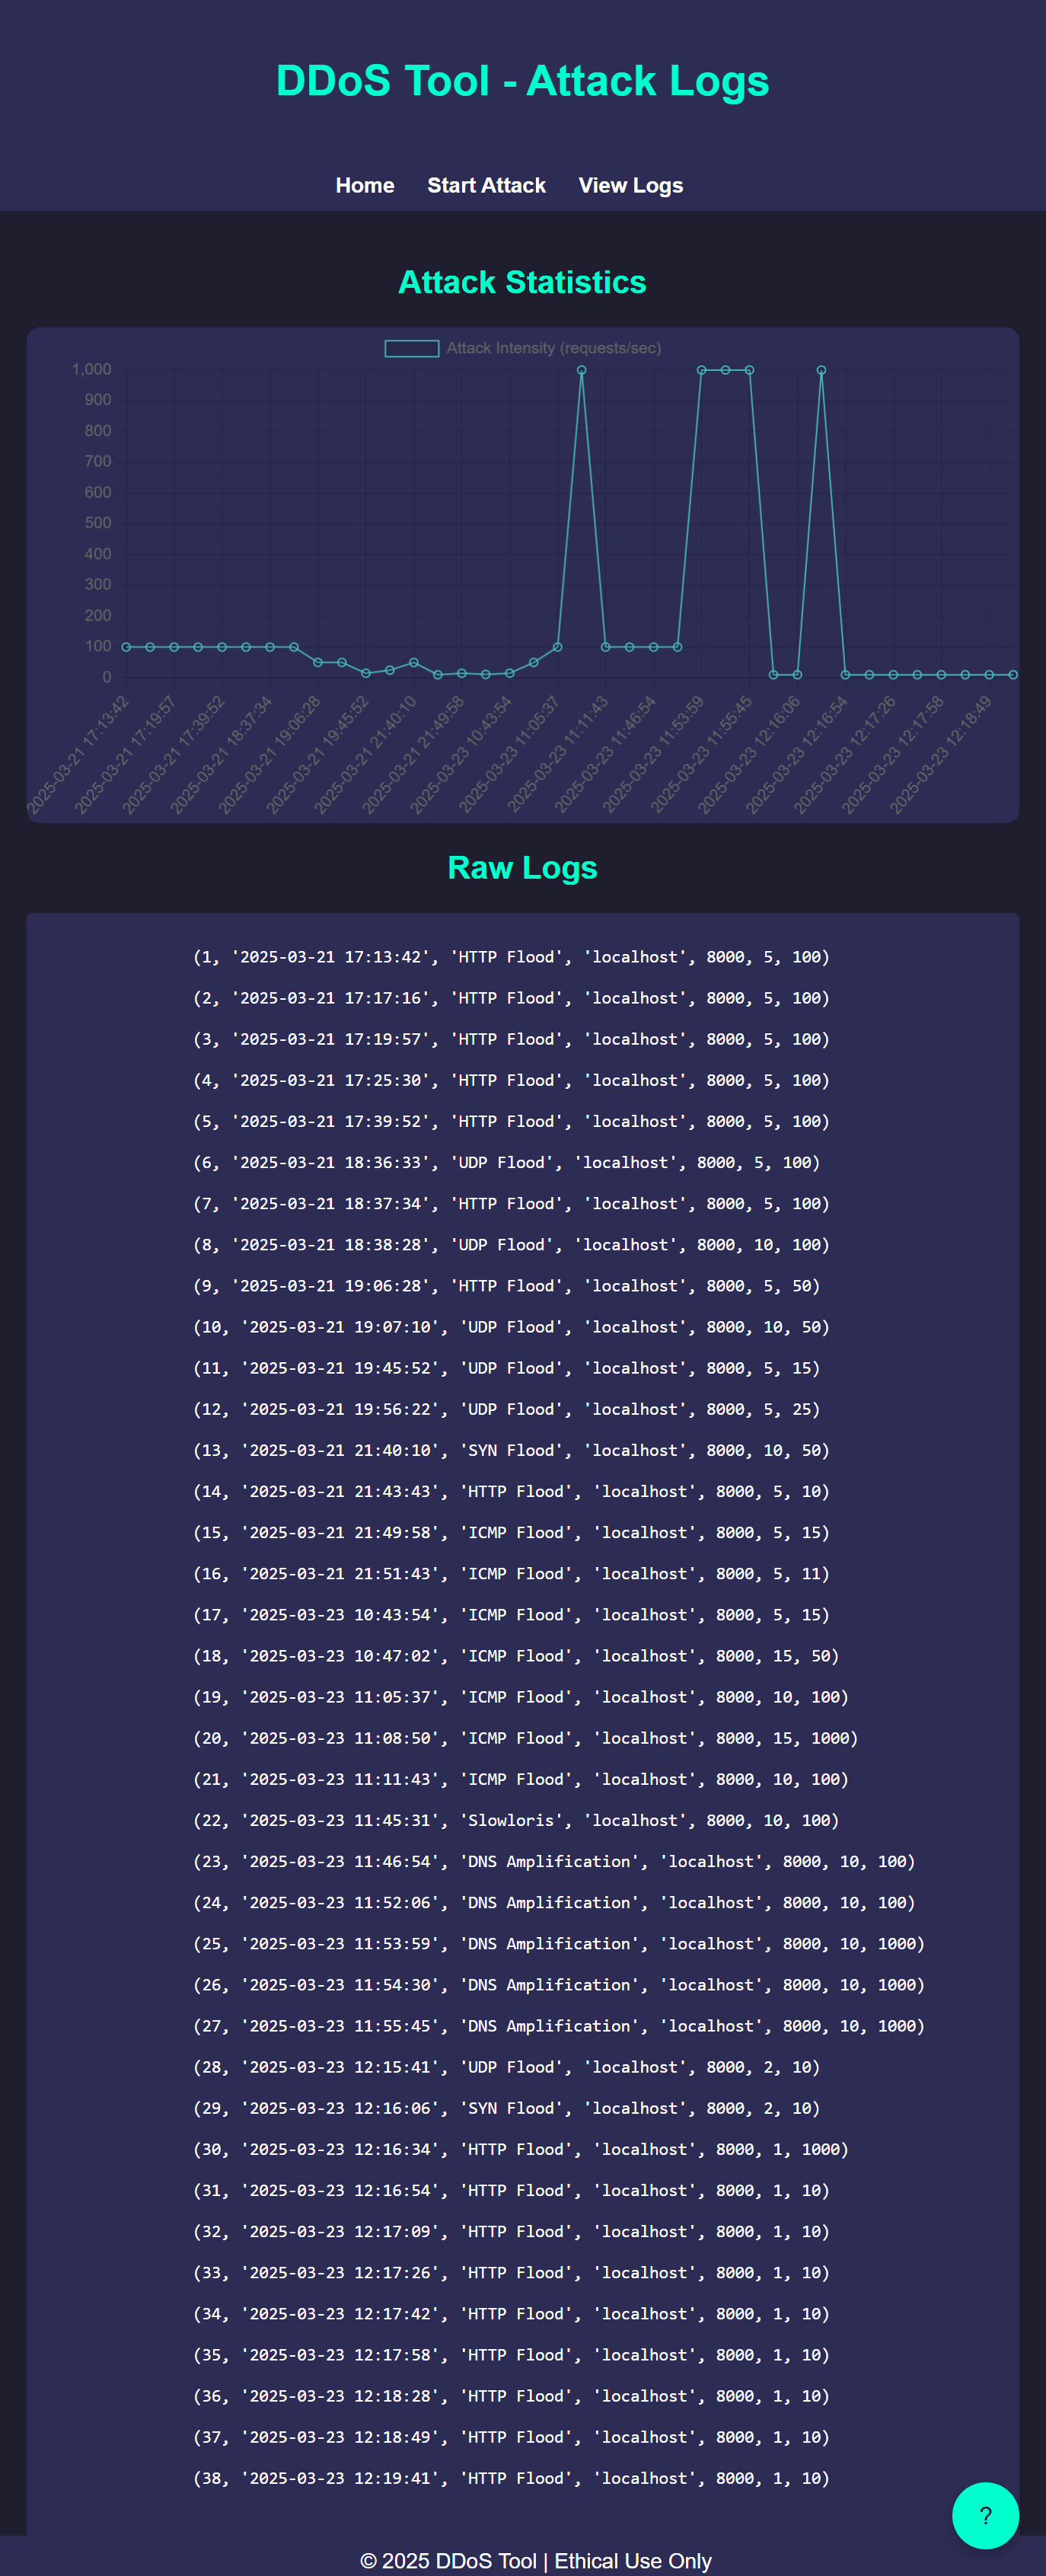 DDoS Tool - Attack Logs
Home Start Attack View Logs
Attack Statistics
Attack Intensity (requests/sec)
1,000
900
800
700
600
500
400
300
200
100
0
2025-03-21 17:13:42
2025-03-21 17:19:57
2025-03-21 17:39:52
2025-03-21 18:37:34
2025-03-21 19:06:28
2025-03-21 19:45:52
2025-03-21 21:40:10
2025-03-21 21:49:58
2025-03-23 10:43:54
2025-03-23 11:05:37
2025-03-23 11:11:43
2025-03-23 11:46:54
2025-03-23 11:53:59
2025-03-23 11:55:45
2025-03-23 12:16:06
2025-03-23 12:16:54
2025-03-23 12:17:26
2025-03-23 12:17:58
2025-03-23 12:18:49
Raw Logs
(1, '2025-03-21 17:13:42', 'HTTP Flood', 'localhost', 8000, 5, 100)
(2, '2025-03-21 17:17:16', 'HTTP Flood', 'localhost', 8000, 5, 100)
(3, '2025-03-21 17:19:57', 'HTTP Flood', 'localhost', 8000, 5, 100)
(4, '2025-03-21 17:25:30', 'HTTP Flood', 'localhost', 8000, 5, 100)
(5, '2025-03-21 17:39:52', 'HTTP Flood', 'localhost', 8000, 5, 100)
(6, '2025-03-21 18:36:33', 'UDP Flood', 'localhost', 8000, 5, 100)
(7, '2025-03-21 18:37:34', 'HTTP Flood', 'localhost', 8000, 5, 100)
(8, '2025-03-21 18:38:28', 'UDP Flood', 'localhost', 8000, 10, 100)
(9, '2025-03-21 19:06:28', 'HTTP Flood', 'localhost', 8000, 5, 50)
(10, '2025-03-21 19:07:10', 'UDP Flood', 'localhost', 8000, 10, 50)
(11, '2025-03-21 19:45:52', 'UDP Flood', 'localhost', 8000, 5, 15)
(12, '2025-03-21 19:56:22', 'UDP Flood', 'localhost', 8000, 5, 25)
(13, '2025-03-21 21:40:10', 'SYN Flood', 'localhost', 8000, 10, 50)
(14, '2025-03-21 21:43:43', 'HTTP Flood', 'localhost', 8000, 5, 10)
(15, '2025-03-21 21:49:58', 'ICMP Flood', 'localhost', 8000, 5, 15)
(16, '2025-03-21 21:51:43', 'ICMP Flood', 'localhost', 8000, 5, 11)
(17, '2025-03-23 10:43:54', 'ICMP Flood', 'localhost', 8000, 5, 15)
(18, '2025-03-23 10:47:02', 'ICMP Flood', 'localhost', 8000, 15, 50)
(19, '2025-03-23 11:05:37', 'ICMP Flood', 'localhost', 8000, 10, 100)
(20, '2025-03-23 11:08:50', 'ICMP Flood', 'localhost', 8000, 15, 1000)
(21, '2025-03-23 11:11:43', 'ICMP Flood', 'localhost', 8000, 10, 100)
(22, '2025-03-23 11:45:31', 'Slowloris', 'localhost', 8000, 10, 100)
(23, '2025-03-23 11:46:54', 'DNS Amplification', 'localhost', 8000, 10, 100)
(24, '2025-03-23 11:52:06', 'DNS Amplification', 'localhost', 8000, 10, 100)
(25, '2025-03-23 11:53:59', 'DNS Amplification', 'localhost', 8000, 10, 1000)
(26, '2025-03-23 11:54:30', 'DNS Amplification', 'localhost', 8000, 10, 1000)
(27, '2025-03-23 11:55:45', 'DNS Amplification', 'localhost', 8000, 10, 1000)
(28, '2025-03-23 12:15:41', 'UDP Flood', 'localhost', 8000, 2, 10)
(29, '2025-03-23 12:16:06', 'SYN Flood', 'localhost', 8000, 2, 10)
(30, '2025-03-23 12:16:34', 'HTTP Flood', 'localhost', 8000, 1, 1000)
(31, '2025-03-23 12:16:54', 'HTTP Flood', 'localhost', 8000, 1, 10)
(32, '2025-03-23 12:17:09', 'HTTP Flood', 'localhost', 8000, 1, 10)
(33, '2025-03-23 12:17:26', 'HTTP Flood', 'localhost', 8000, 1, 10)
(34, '2025-03-23 12:17:42', 'HTTP Flood', 'localhost', 8000, 1, 10)
(35, '2025-03-23 12:17:58', 'HTTP Flood', 'localhost', 8000, 1, 10)
(36, '2025-03-23 12:18:28', 'HTTP Flood', 'localhost', 8000, 1, 10)
(37, '2025-03-23 12:18:49', 'HTTP Flood', 'localhost', 8000, 1, 10)
(38, '2025-03-23 12:19:41', 'HTTP Flood', 'localhost', 8000, 1, 10)
?
© 2025 DDoS Tool | Ethical Use Only